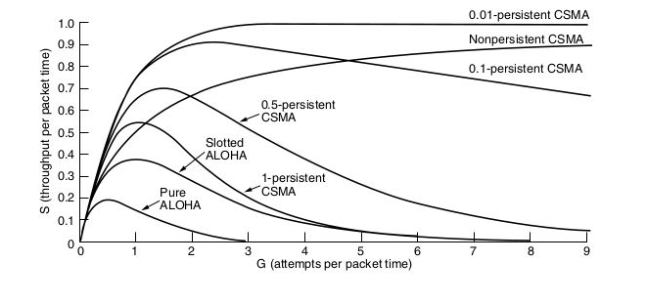 0.01-persistent CSMA
Nonpersistent CSMA
0.1-persistent CSMA
0.5-persistent
CSMA
Slotted
ALOHA
1-persistent
CSMA
Pure
ALOHA
S (throughput per packet time)
1.0
0.9
0.8
0.7
0.6
0.5
0.4
0.3
0.2
0.1
0
0 1 2 3 4 5 6 7 8 9
G (attempts per packet time)